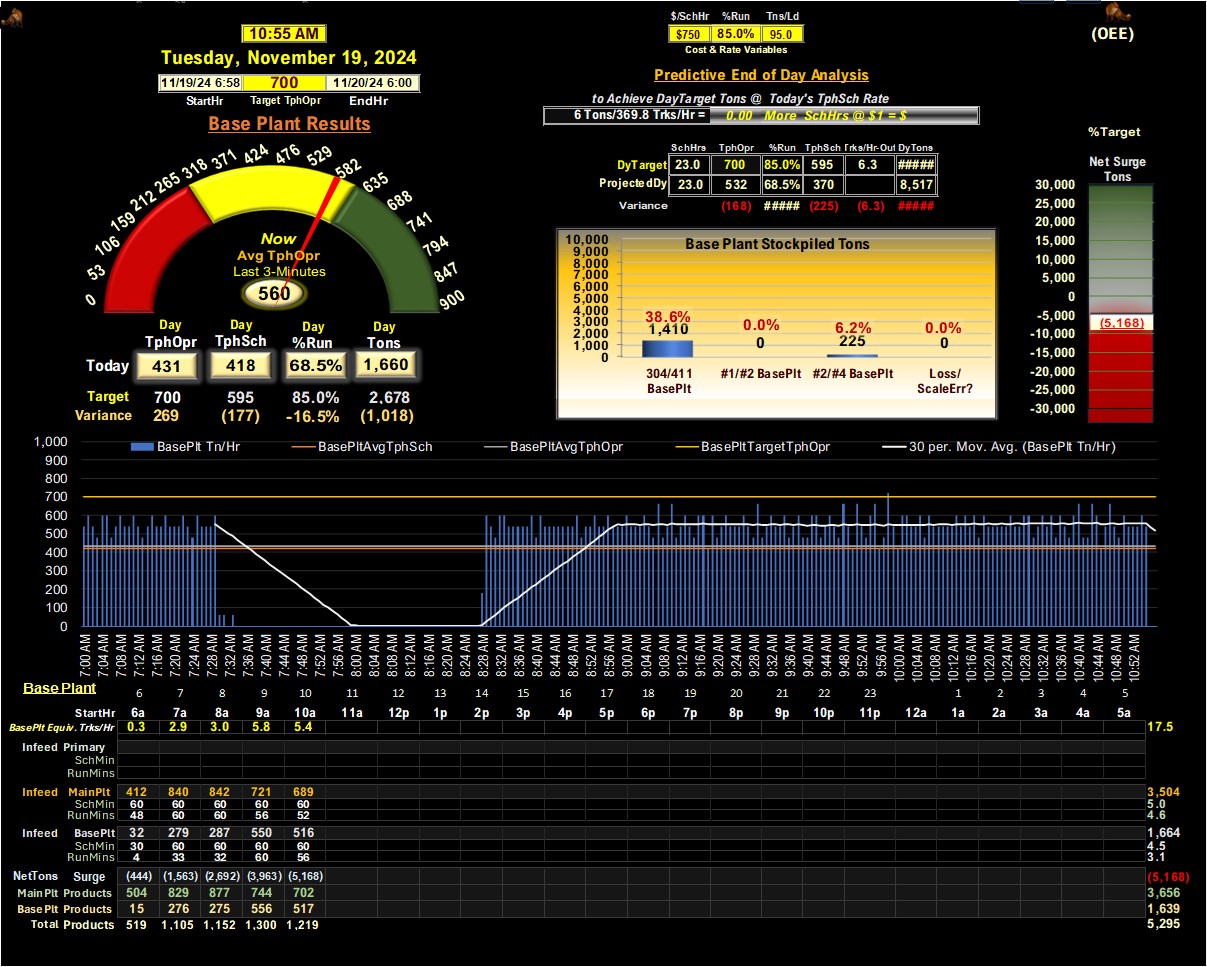 $/SchHr %Run Tns/Ld
10:55 AM
$750 85.0% 95.0
(OEE)
Cost & Rate Variables
Tuesday, November 19, 2024
Predictive End of Day Analysis
11/19/24 6:58 700 11/20/24 6:00
StartHr Target TphOpr EndHr
to Achieve DayTarget Tons @ Today's TphSch Rate
6 Tons/369.8 Trks/Hr = 0.00 More SchHrs @ $1 = $
Base Plant Results
%Target
SchHrs TphOpr %Run TphSch Trks/Hr-Out DyTons
DyTarget 23.0 700 85.0% 595 6.3 #####
ProjectedDy 23.0 532 68.5% 370 8,517
Variance (168) ##### (225) (6.3) #####
Net Surge
Tons
30,000
25,000
20,000
15,000
10,000
5,000
0
-5,000
(5,168)
-10,000
-15,000
-20,000
-25,000
-30,000
0 53 106 159 212 265 318 371 424 476 529 582 635 688 741 794 847 900
Now
Avg TphOpr
Last 3-Minutes
560
Base Plant Stockpiled Tons
10,000
9,000
8,000
7,000
6,000
5,000
4,000
3,000
2,000
1,000
0
38.6% 0.0% 6.2% 0.0%
1,410 0 225 0
304/411 #1/#2 BasePlt #2/#4 BasePlt Loss/
BasePlt ScaleErr?
Day Day Day Day
TphOpr TphSch %Run Tons
Today 431 418 68.5% 1,660
Target 700 595 85.0% 2,678
Variance 269 (177) -16.5% (1,018)
BasePlt Tn/Hr BasePltAvgTphSch BasePltAvgTphOpr BasePltTargetTphOpr 30 per. Mov. Avg. (BasePlt Tn/Hr)
1,000
900
800
700
600
500
400
300
200
100
0
7:00 AM 7:04 AM 7:08 AM 7:12 AM 7:16 AM 7:20 AM 7:24 AM 7:28 AM 7:32 AM 7:36 AM 7:40 AM 7:44 AM 7:48 AM 7:52 AM 7:56 AM 8:00 AM 8:04 AM 8:08 AM 8:12 AM 8:16 AM 8:20 AM 8:24 AM 8:28 AM 8:32 AM 8:36 AM 8:40 AM 8:44 AM 8:48 AM 8:52 AM 8:56 AM 9:00 AM 9:04 AM 9:08 AM 9:12 AM 9:16 AM 9:20 AM 9:24 AM 9:28 AM 9:32 AM 9:36 AM 9:40 AM 9:44 AM 9:48 AM 9:52 AM 9:56 AM 10:00 AM 10:04 AM 10:08 AM 10:12 AM 10:16 AM 10:20 AM 10:24 AM 10:28 AM 10:32 AM 10:36 AM 10:40 AM 10:44 AM 10:48 AM 10:52 AM
Base Plant 6 7 8 9 10 11 12 13 14 15 16 17 18 19 20 21 22 23 1 2 3 4 5
StartHr 6a 7a 8a 9a 10a 11a 12p 1p 2p 3p 4p 5p 6p 7p 8p 9p 10p 11p 12a 1a 2a 3a 4a 5a
BasePlt Equiv. Trks/Hr 0.3 2.9 3.0 5.8 5.4 17.5
Infeed Primary
SchMin
RunMins
Infeed MainPlt 412 840 842 721 689 3,504
SchMin 60 60 60 60 60 5.0
RunMins 48 60 60 56 52 4.6
Infeed BasePlt 32 279 287 550 516 1,664
SchMin 30 60 60 60 60 4.5
RunMins 4 33 32 60 56 3.1
NetTons Surge (444) (1,563) (2,692) (3,963) (5,168) (5,168)
Main Plt Products 504 829 877 744 702 3,656
Base Plt Products 15 276 275 556 517 1,639
Total Products 519 1,105 1,152 1,300 1,219 5,295